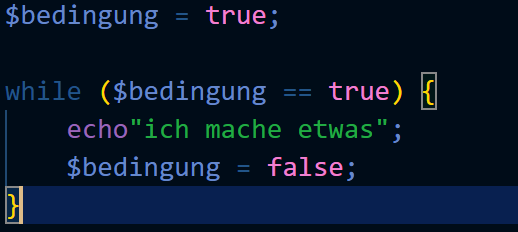 $bedingung = true;
while ($bedingung == true) {
echo"ich mache etwas";
$bedingung = false;
}